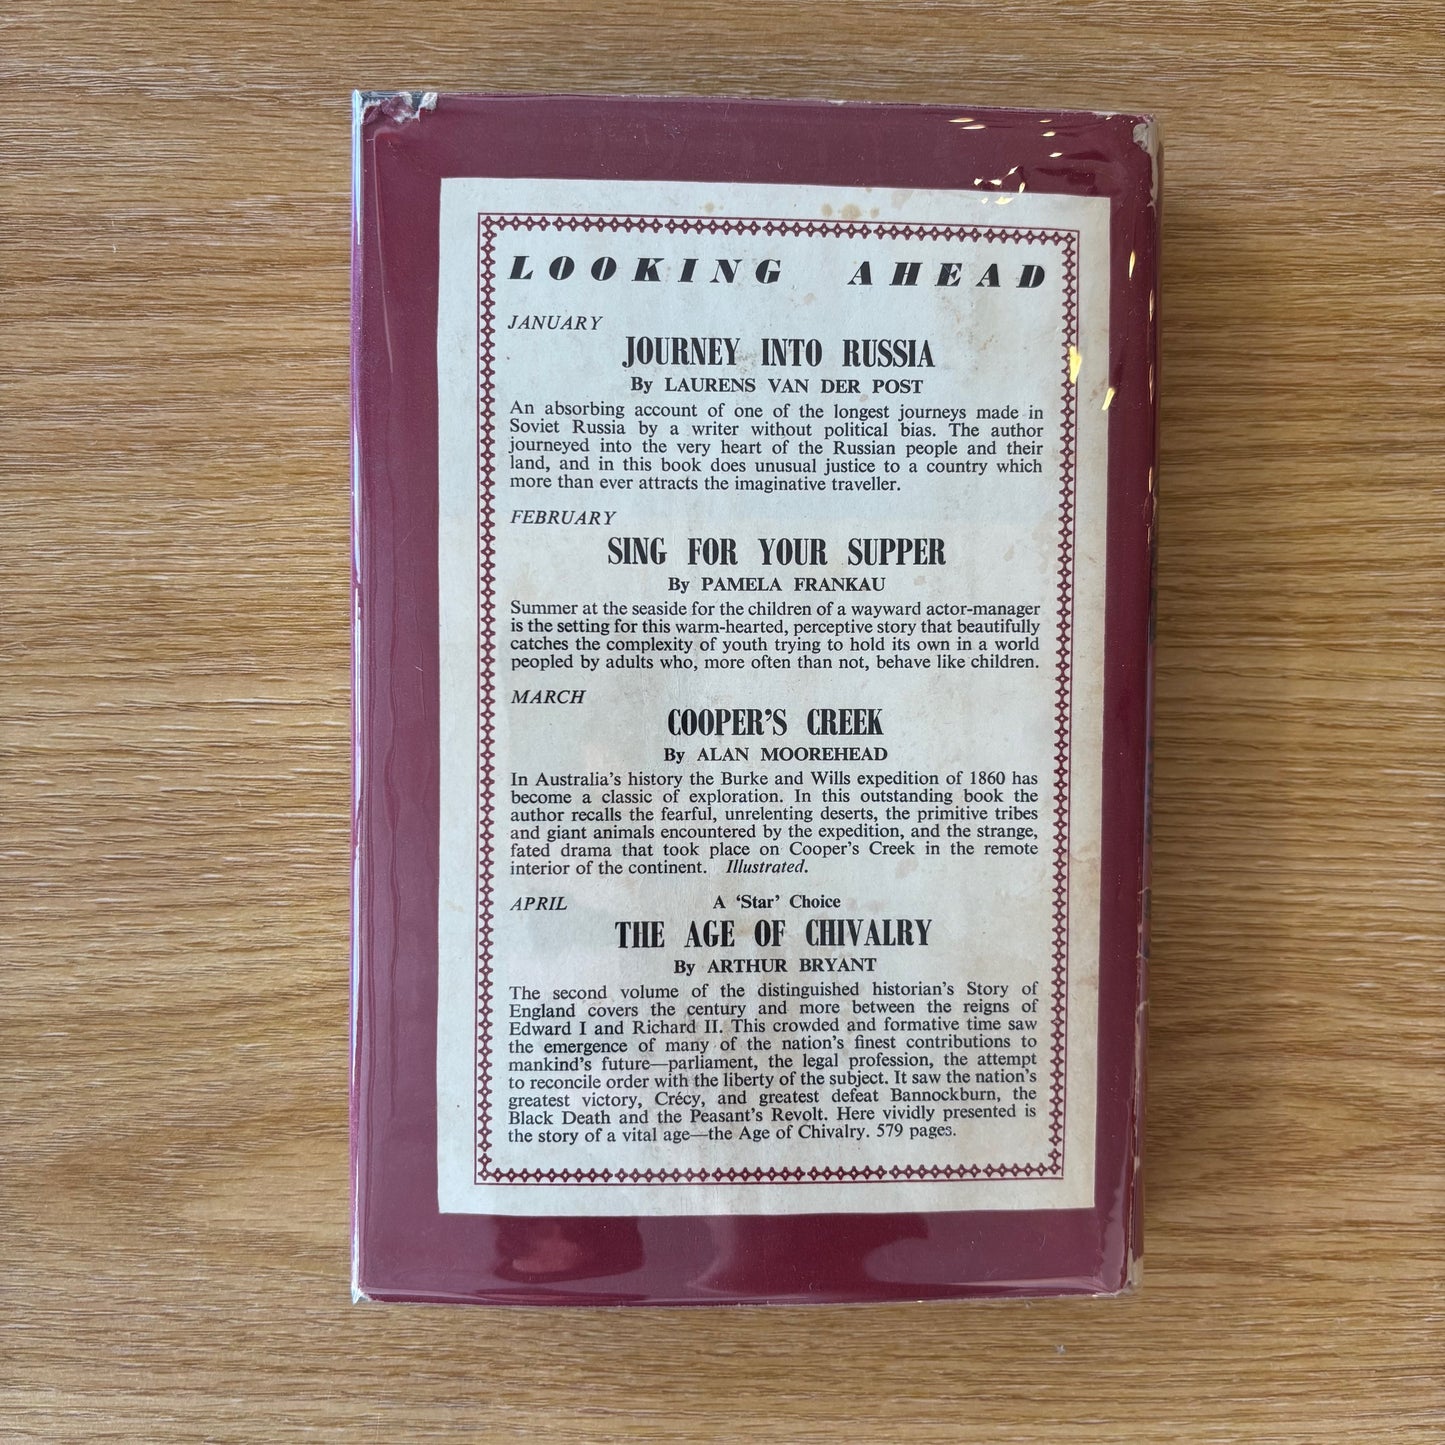 LOOKING AHEAD
JANUARY
JOURNEY INTO RUSSIA
By LAURENS VAN DER POST
An absorbing account of one of the longest journeys made in
Soviet Russia by a writer without political bias. The author
journeyed into the very heart of the Russian people and their
land, and in this book does unusual justice to a country which
more than ever attracts the imaginative traveller.
FEBRUARY
SING FOR YOUR SUPPER
By PAMELA FRANKAU
Summer at the seaside for the children of a wayward actor-manager
is the setting for this warm-hearted, perceptive story that beautifully
catches the complexity of youth trying to hold its own in a world
peopled by adults who, more often than not, behave like children.
MARCH
COOPER'S CREEK
By ALAN MOOREHEAD
In Australia's history the Burke and Wills expedition of 1860 has
become a classic of exploration. In this outstanding book the
author recalls the fearful, unrelenting deserts, the primitive tribes
and giant animals encountered by the expedition, and the strange,
fated drama that took place on Cooper's Creek in the remote
interior of the continent. Illustrated.
APRIL A 'Star' Choice
THE AGE OF CHIVALRY
By ARTHUR BRYANT
The second volume of the distinguished historian's Story of
England covers the century and more between the reigns of
Edward I and Richard II. This crowded and formative time saw
the emergence of many of the nation's finest contributions to
mankind's future—parliament, the legal profession, the attempt
to reconcile order with the liberty of the subject. It saw the nation's
greatest victory, Crécy, and greatest defeat Bannockburn, the
Black Death and the Peasant's Revolt. Here vividly presented is
the story of a vital age—the Age of Chivalry. 579 pages.